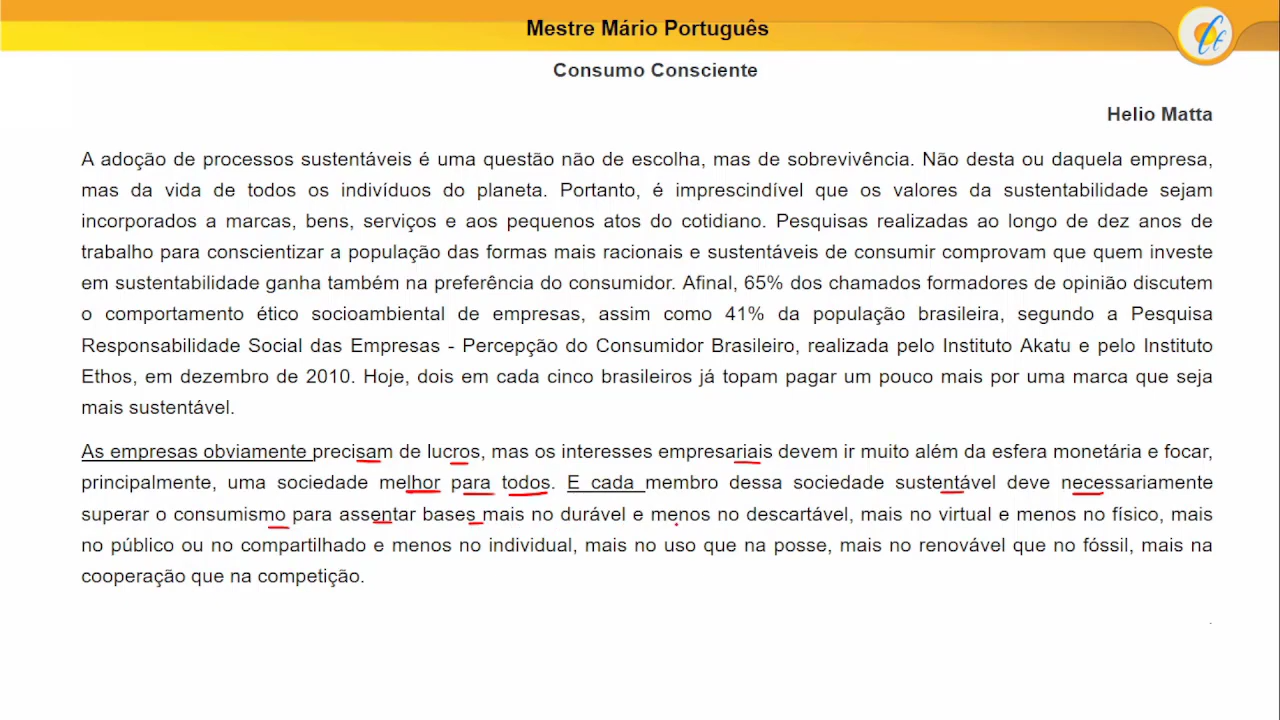 Mestre Mário Português
Consumo Consciente
Helio Matta
A adoção de processos sustentáveis é uma questão não de escolha, mas de sobrevivência. Não desta ou daquela empresa,
mas da vida de todos os indivíduos do planeta. Portanto, é imprescindível que os valores da sustentabilidade sejam
incorporados a marcas, bens, serviços e aos pequenos atos do cotidiano. Pesquisas realizadas ao longo de dez anos de
trabalho para conscientizar a população das formas mais racionais e sustentáveis de consumir comprovam que quem investe
em sustentabilidade ganha também na preferência do consumidor. Afinal, 65% dos chamados formadores de opinião discutem
o comportamento ético socioambiental de empresas, assim como 41% da população brasileira, segundo a Pesquisa
Responsabilidade Social das Empresas - Percepção do Consumidor Brasileiro, realizada pelo Instituto Akatu e pelo Instituto
Ethos, em dezembro de 2010. Hoje, dois em cada cinco brasileiros já topam pagar um pouco mais por uma marca que seja
mais sustentável.
As empresas obviamente precisam de lucros, mas os interesses empresariais devem ir muito além da esfera monetária e focar,
principalmente, uma sociedade melhor para todos. E cada membro dessa sociedade sustentável deve necessariamente
superar o consumismo para assentar bases mais no durável e menos no descartável, mais no virtual e menos no físico, mais
no público ou no compartilhado e menos no individual, mais no uso que na posse, mais no renovável que no fóssil, mais na
cooperação que na competição.